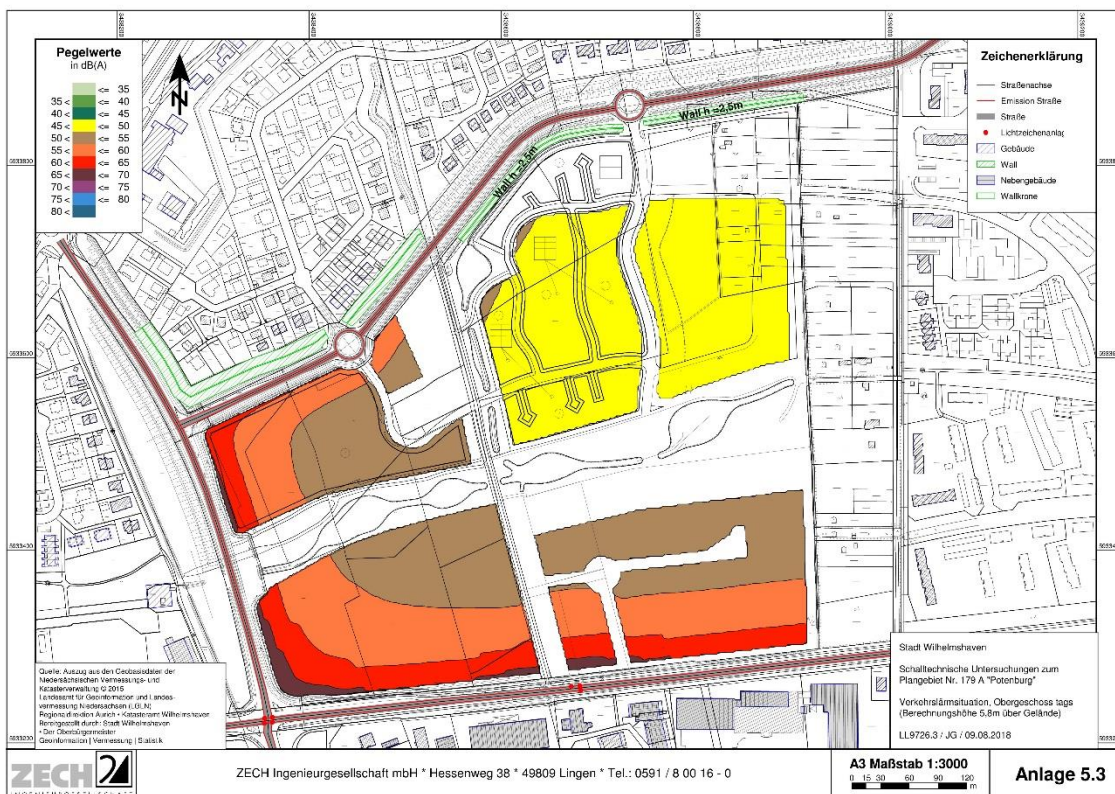 Pegelwerte
in dB(A)
<= 35
35 < <= 40
40 < <= 45
45 < <= 50
50 < <= 55
55 < <= 60
60 < <= 65
65 < <= 70
70 < <= 75
75 < <= 80
80 <
N
Wall h =2,5m
Wall h =2,5m
Zeichenerklärung
Straßenachse
Emission Straße
Straße
Lichtzeichenanlag
Gebäude
Wall
Nebengebäude
Wallkrone
Quelle: Auszug aus den Geobasisdaten der
Niedersächsischen Vermessungs- und
Katasterverwaltung © 2015
Landesamt für Geoinformation und Landes-
vermessung Niedersachsen (LGLN)
Regionaldirektion Aurich - Katasteramt Wilhelmshaven
Bereitgestellt durch: Stadt Wilhelmshaven
- Der Oberbürgermeister
Geoinformation | Vermessung | Statistik
Stadt Wilhelmshaven
Schalltechnische Untersuchungen zum
Plangebiet Nr. 179 A "Potenburg"
Verkehrslärmsituation, Obergeschoss tags
(Berechnungshöhe 5.8m über Gelände)
LL9726.3 / JG / 09.08.2018
ZECH
INGENIEURGESELLSCHAFT
ZECH Ingenieurgesellschaft mbH * Hessenweg 38 * 49809 Lingen * Tel.: 0591 / 8 00 16 - 0
A3 Maßstab 1:3000
0 15 30 60 90 120
m
Anlage 5.3